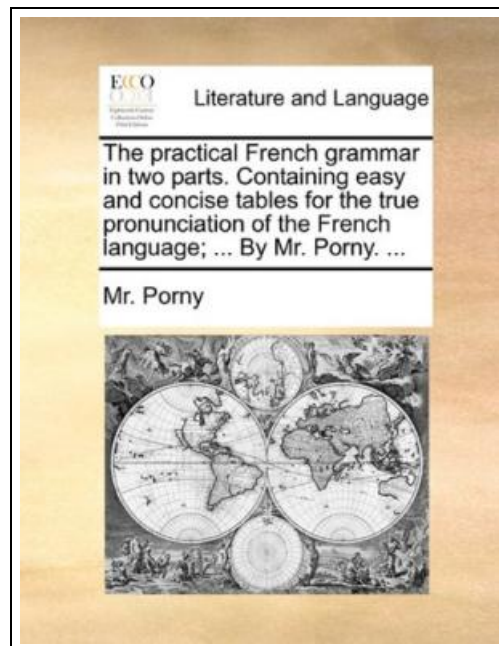 ECCO
Literature and Language
The practical French grammar
in two parts. Containing easy
and concise tables for the true
pronunciation of the French
language; ... By Mr. Porny. ...
Mr. Porny